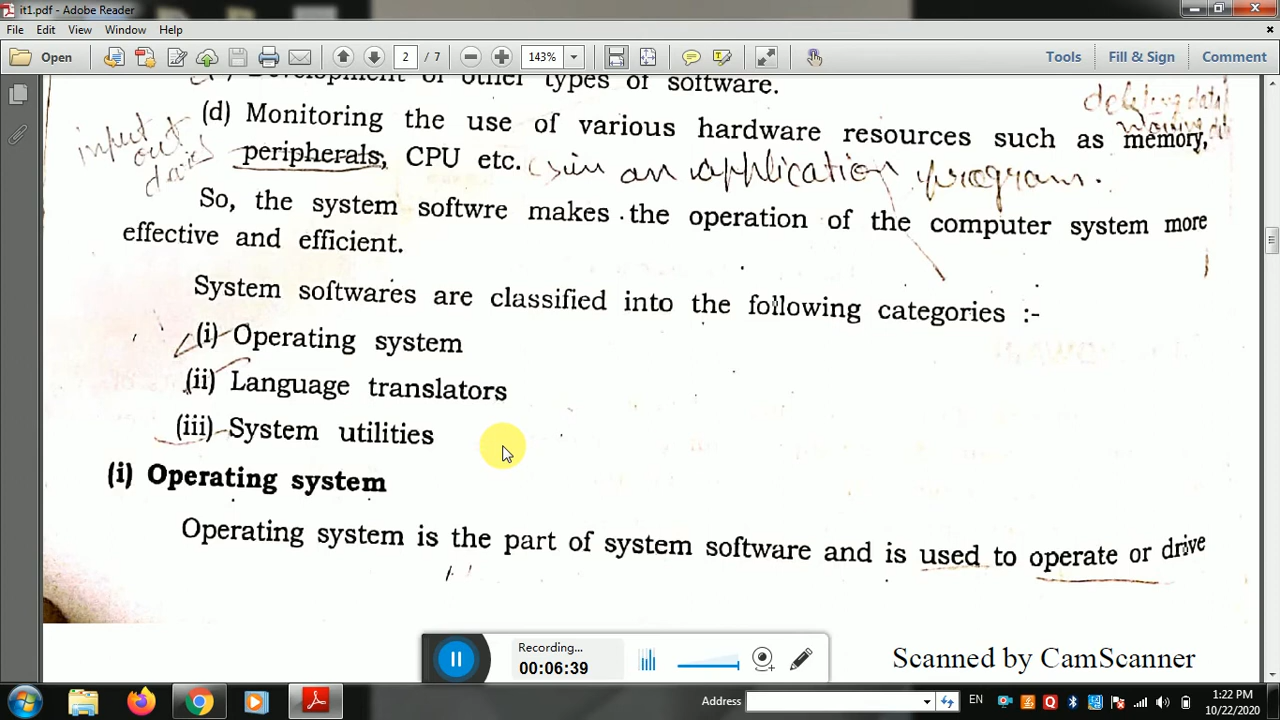 it1.pdf - Adobe Reader
File Edit View Window Help
Open 2 / 7 143% Tools Fill & Sign Comment
Development of other types of software.
deleting data
(d) Monitoring the use of various hardware resources such as memory,
input
out
peripherals, CPU etc. an application program.
So, the system softwre makes the operation of the computer system more
effective and efficient.
System softwares are classified into the following categories :-
(i) Operating system
(ii) Language translators
(iii) System utilities
(i) Operating system
Operating system is the part of system software and is used to operate or drive
Recording...
00:06:39
Scanned by CamScanner
Address EN 1:22 PM
10/22/2020